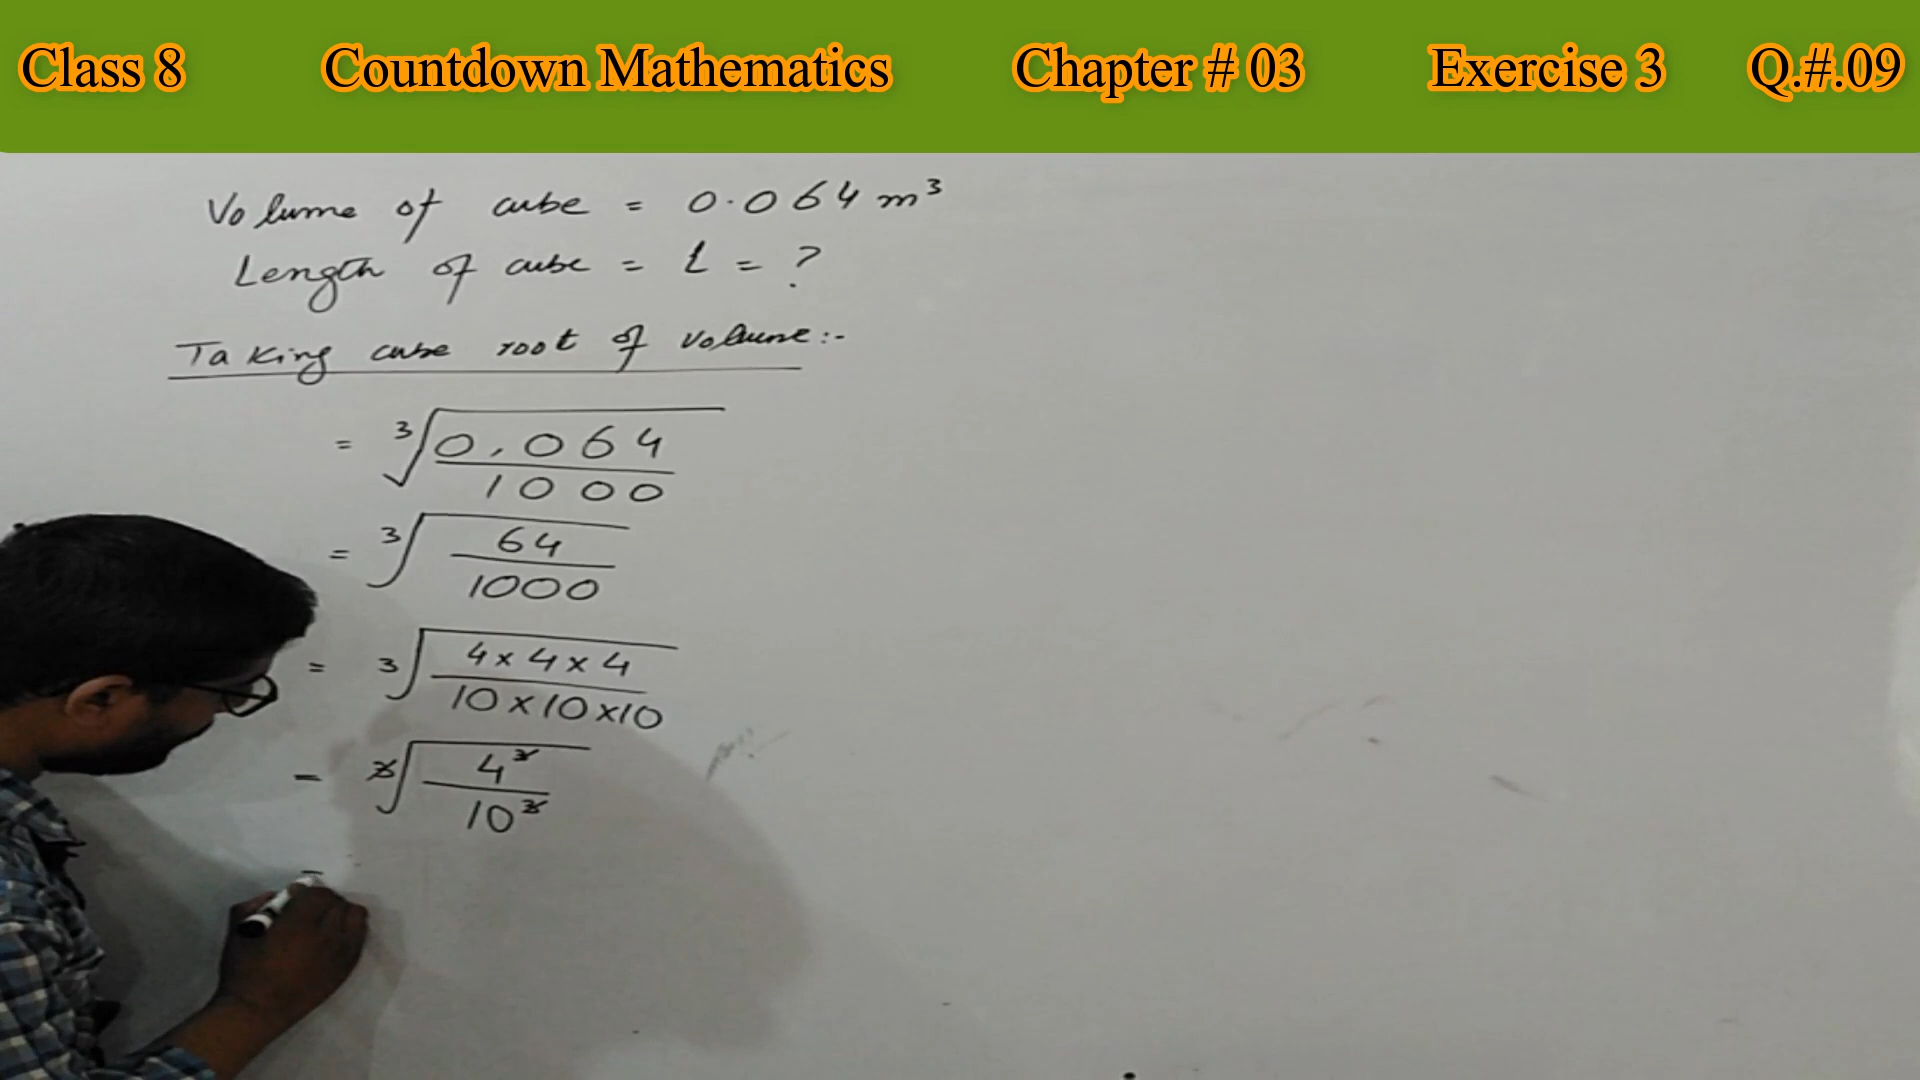 Class 8 Countdown Mathematics Chapter # 03 Exercise 3 Q.#.09
Volume of cube = 0.064 m³
Length of cube = L = ?
Taking cube root of volume:-
= ³√(0.064/1000)
= ³√(64/1000)
= ³√(4×4×4/10×10×10)
= ³√(4³/10³)
=